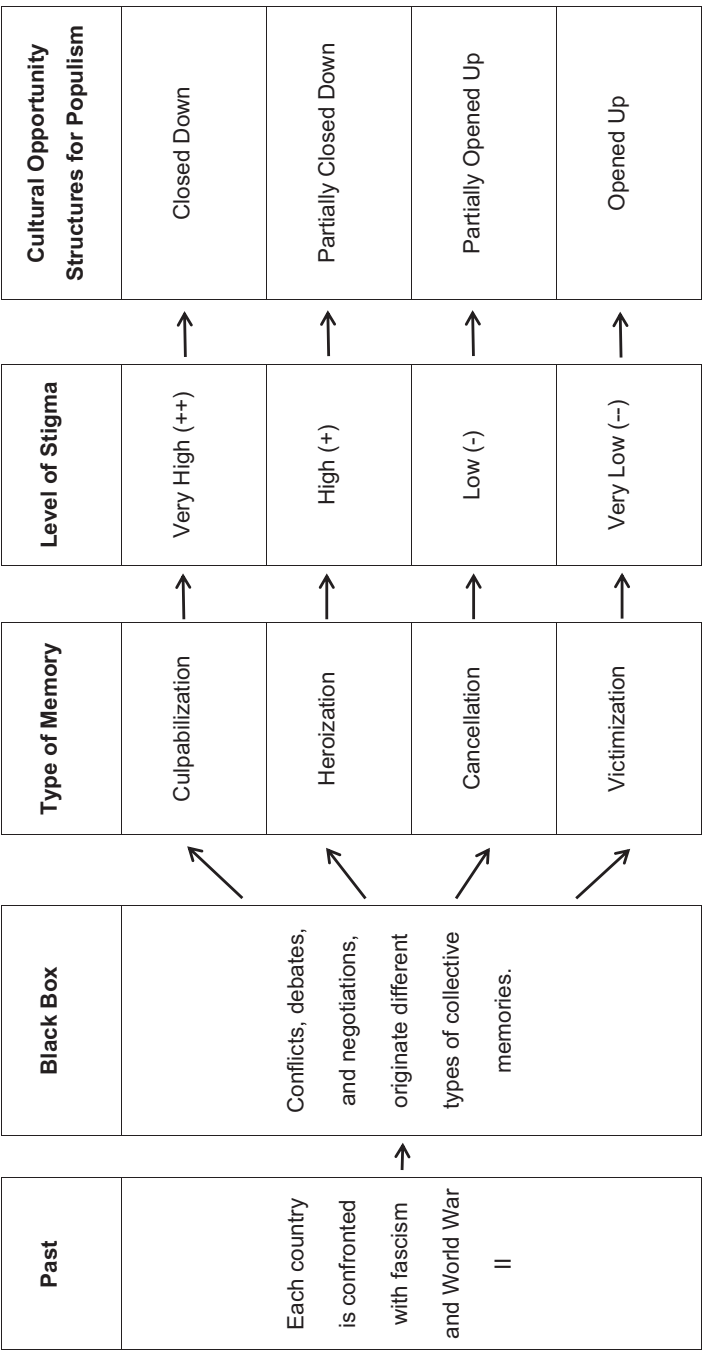 Past
Each country
is confronted
with fascism
and World War
II
Black Box
Conflicts, debates,
and negotiations,
originate different
types of collective
memories.
Type of Memory
Culpabilization
Heroization
Cancellation
Victimization
Level of Stigma
Very High (++)
High (+)
Low (-)
Very Low (--)
Cultural Opportunity
Structures for Populism
Closed Down
Partially Closed Down
Partially Opened Up
Opened Up